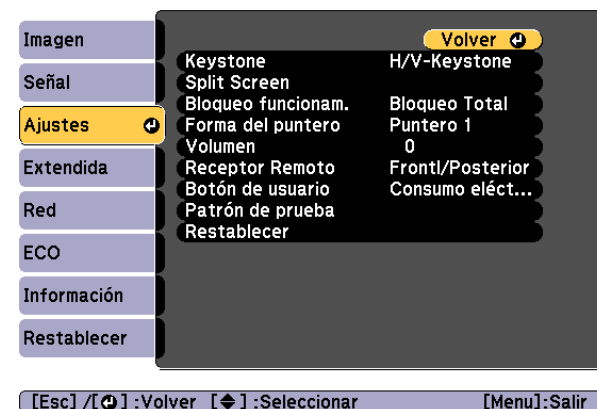 Imagen
Señal
Ajustes
Extendida
Red
ECO
Información
Restablecer
Volver
Keystone H/V-Keystone
Split Screen
Bloqueo funcionam. Bloqueo Total
Forma del puntero Puntero 1
Volumen 0
Receptor Remoto Frontl/Posterior
Botón de usuario Consumo eléct...
Patrón de prueba
Restablecer
[Esc] /[ ] :Volver [ ] :Seleccionar [Menu]:Salir